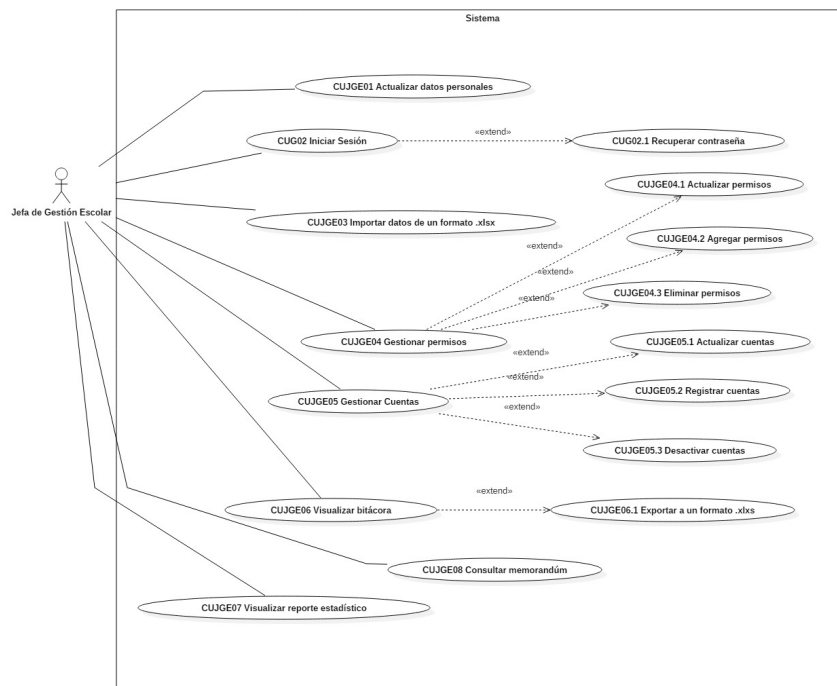 Sistema
CUJGE01 Actualizar datos personales
CUG02 Iniciar Sesión
«extend»
CUG02.1 Recuperar contraseña
CUJGE04.1 Actualizar permisos
Jefa de Gestión Escolar
CUJGE03 Importar datos de un formato .xlsx
CUJGE04.2 Agregar permisos
«extend»
«extend»
CUJGE04.3 Eliminar permisos
«extend»
CUJGE04 Gestionar permisos
CUJGE05.1 Actualizar cuentas
«extend»
«extend»
CUJGE05.2 Registrar cuentas
CUJGE05 Gestionar Cuentas
«extend»
CUJGE05.3 Desactivar cuentas
«extend»
CUJGE06 Visualizar bitácora
CUJGE06.1 Exportar a un formato .xlxs
CUJGE08 Consultar memorandúm
CUJGE07 Visualizar reporte estadístico